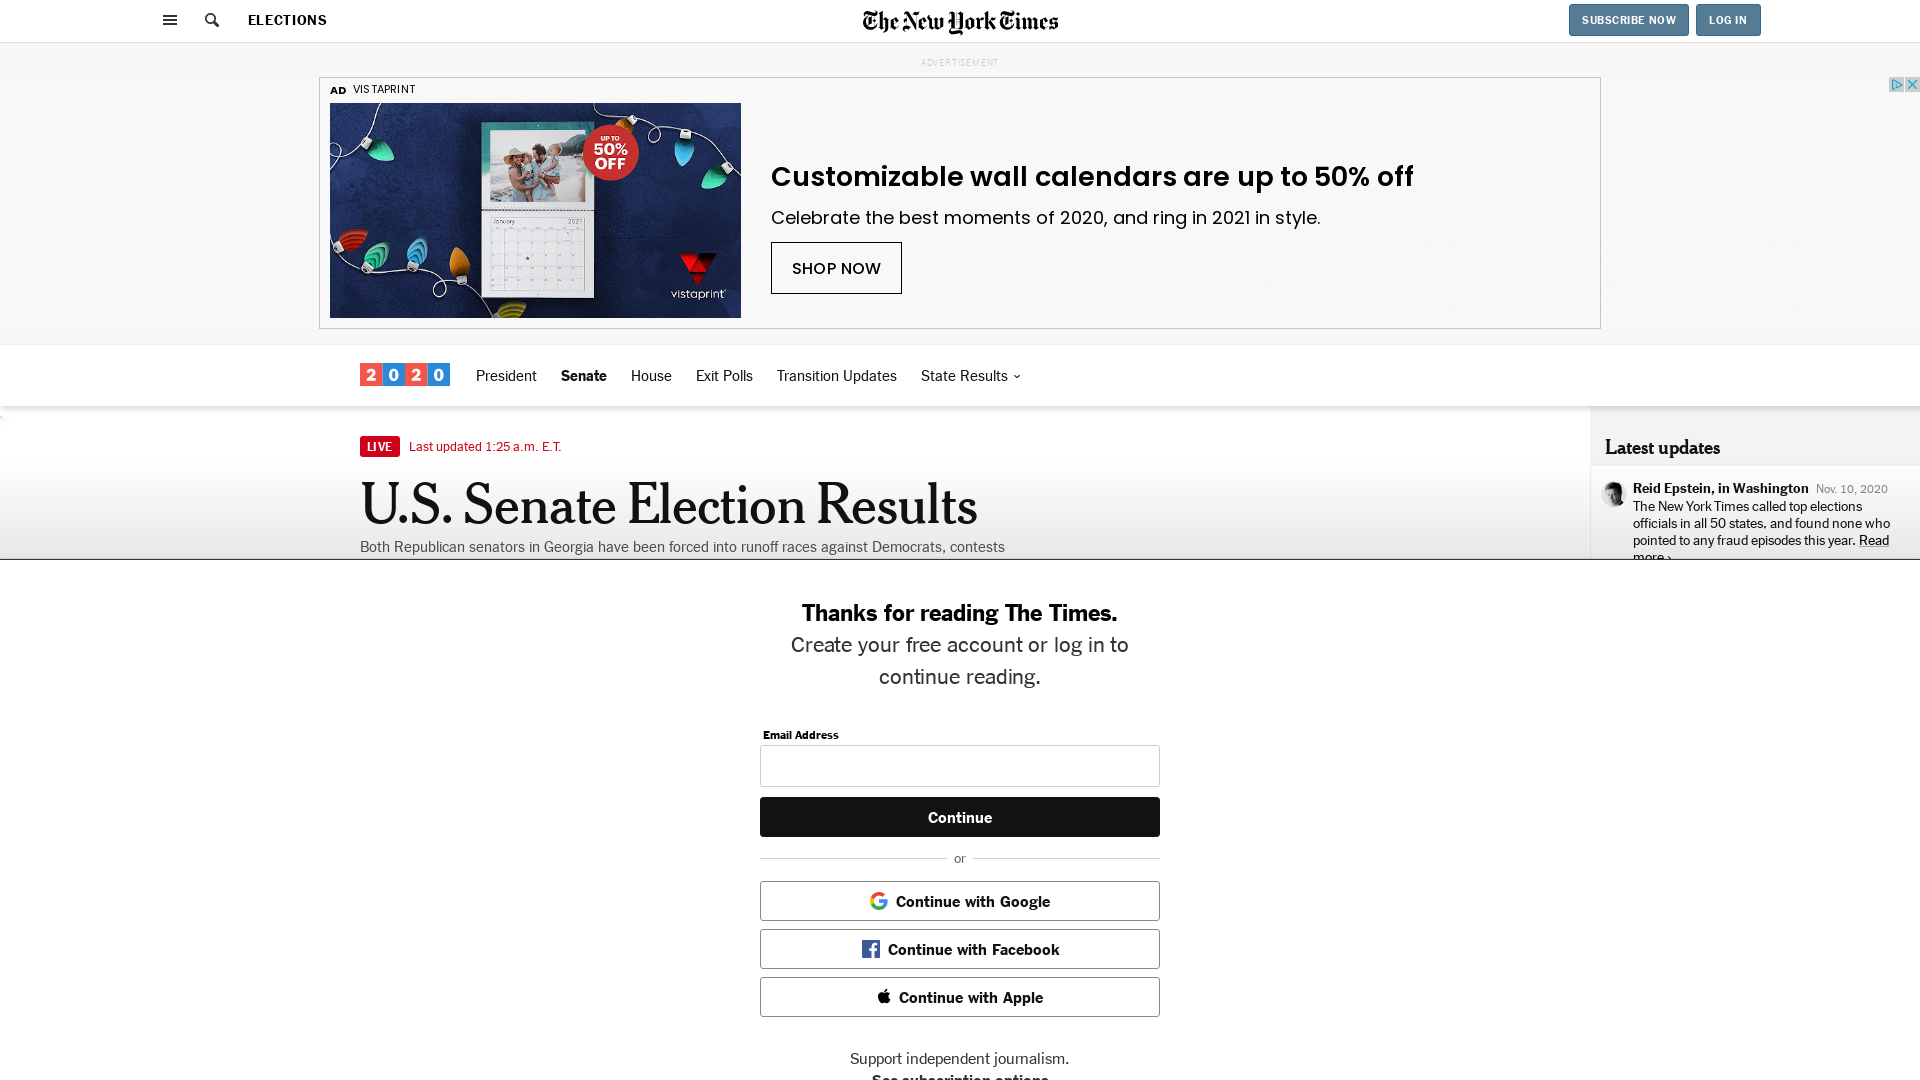 ELECTIONS
The New York Times
SUBSCRIBE NOW
LOG IN
ADVERTISEMENT
AD VISTAPRINT
UP TO
50%
OFF
January 2021
vistaprint
Customizable wall calendars are up to 50% off
Celebrate the best moments of 2020, and ring in 2021 in style.
SHOP NOW
2020 President Senate House Exit Polls Transition Updates State Results
LIVE Last updated 1:25 a.m. E.T.
U.S. Senate Election Results
Both Republican senators in Georgia have been forced into runoff races against Democrats, contests
Latest updates
Reid Epstein, in Washington Nov. 10, 2020
The New York Times called top elections
officials in all 50 states, and found none who
pointed to any fraud episodes this year. Read
more ›
Thanks for reading The Times.
Create your free account or log in to
continue reading.
Email Address
Continue
or
Continue with Google
Continue with Facebook
Continue with Apple
Support independent journalism.
See subscription options.